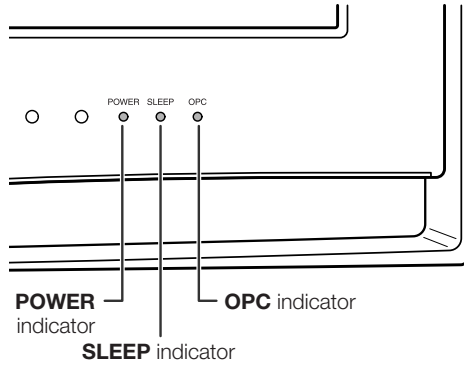 POWER SLEEP OPC
POWER
indicator
OPC indicator
SLEEP indicator